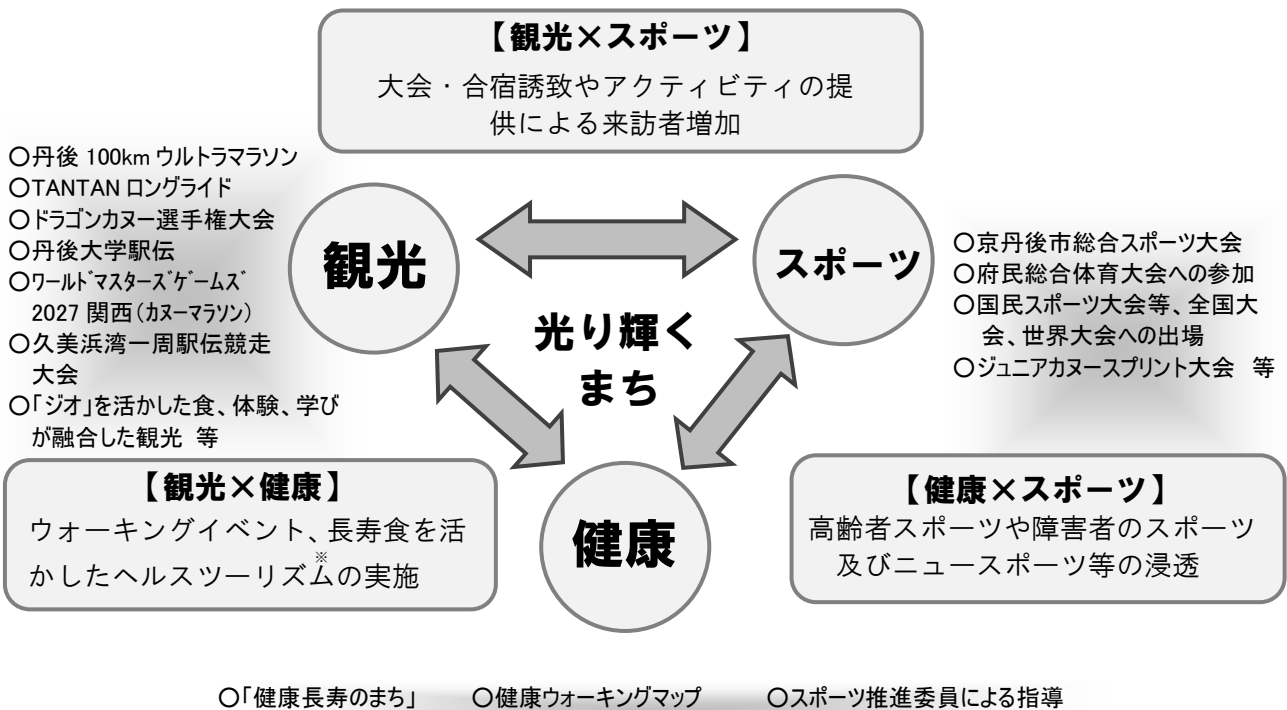 【観光×スポーツ】
大会・合宿誘致やアクティビティの提
供による来訪者増加
○丹後 100km ウルトラマラソン
○TANTAN ロングライド
○ドラゴンカヌー選手権大会
○丹後大学駅伝
○ワールドマスターズゲームズ
2027 関西(カヌーマラソン)
○久美浜湾一周駅伝競走
大会
○「ジオ」を活かした食、体験、学び
が融合した観光 等
観光
スポーツ
○京丹後市総合スポーツ大会
○府民総合体育大会への参加
○国民スポーツ大会等、全国大
会、世界大会への出場
○ジュニアカヌースプリント大会 等
光り輝く
まち
【観光×健康】
ウォーキングイベント、長寿食を活
かしたヘルスツーリズム※の実施
健康
【健康×スポーツ】
高齢者スポーツや障害者のスポーツ
及びニュースポーツ等の浸透
○「健康長寿のまち」 ○健康ウォーキングマップ ○スポーツ推進委員による指導